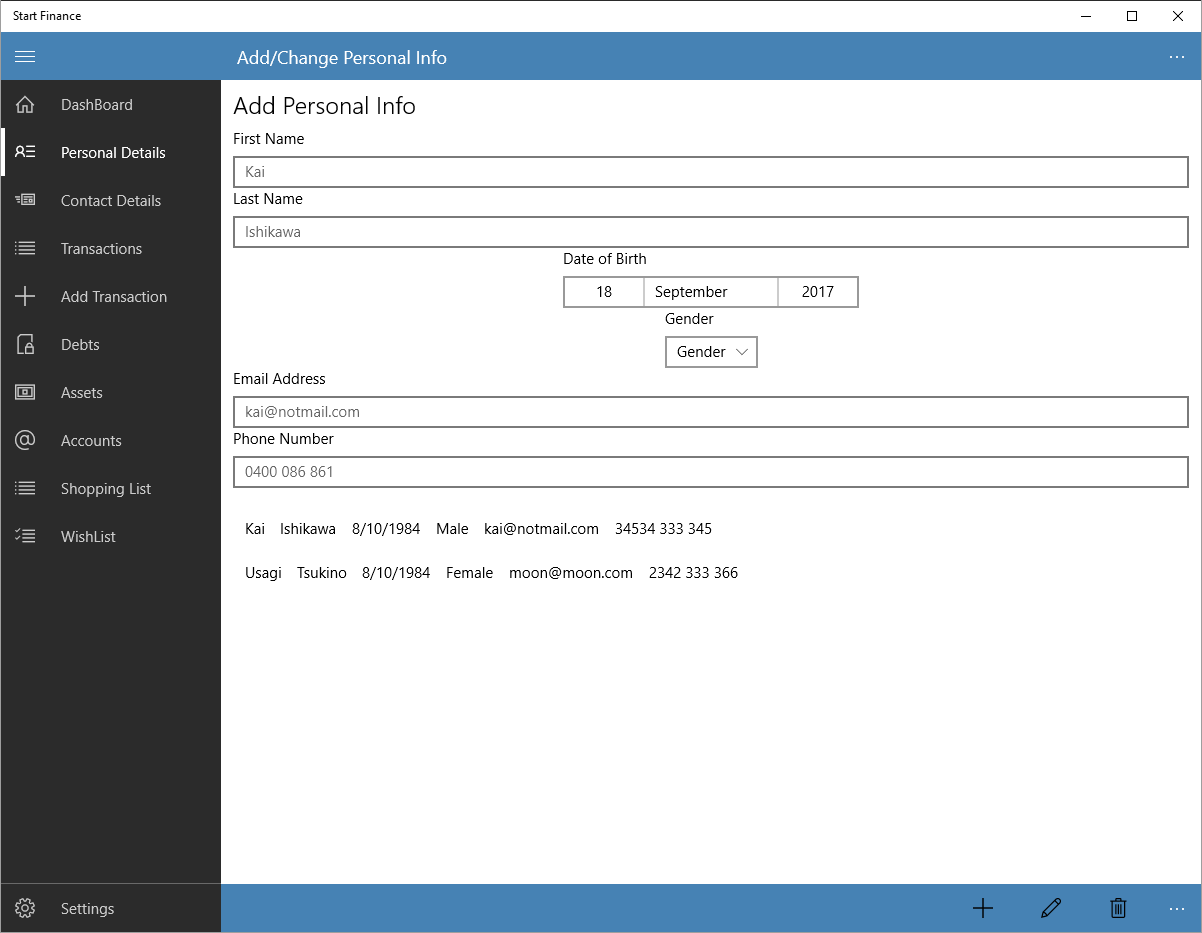 Start Finance
Add/Change Personal Info
DashBoard
Personal Details
Contact Details
Transactions
Add Transaction
Debts
Assets
Accounts
Shopping List
WishList
Settings
Add Personal Info
First Name
Kai
Last Name
Ishikawa
Date of Birth
18 September 2017
Gender
Gender
Email Address
kai@notmail.com
Phone Number
0400 086 861
Kai Ishikawa 8/10/1984 Male kai@notmail.com 34534 333 345
Usagi Tsukino 8/10/1984 Female moon@moon.com 2342 333 366